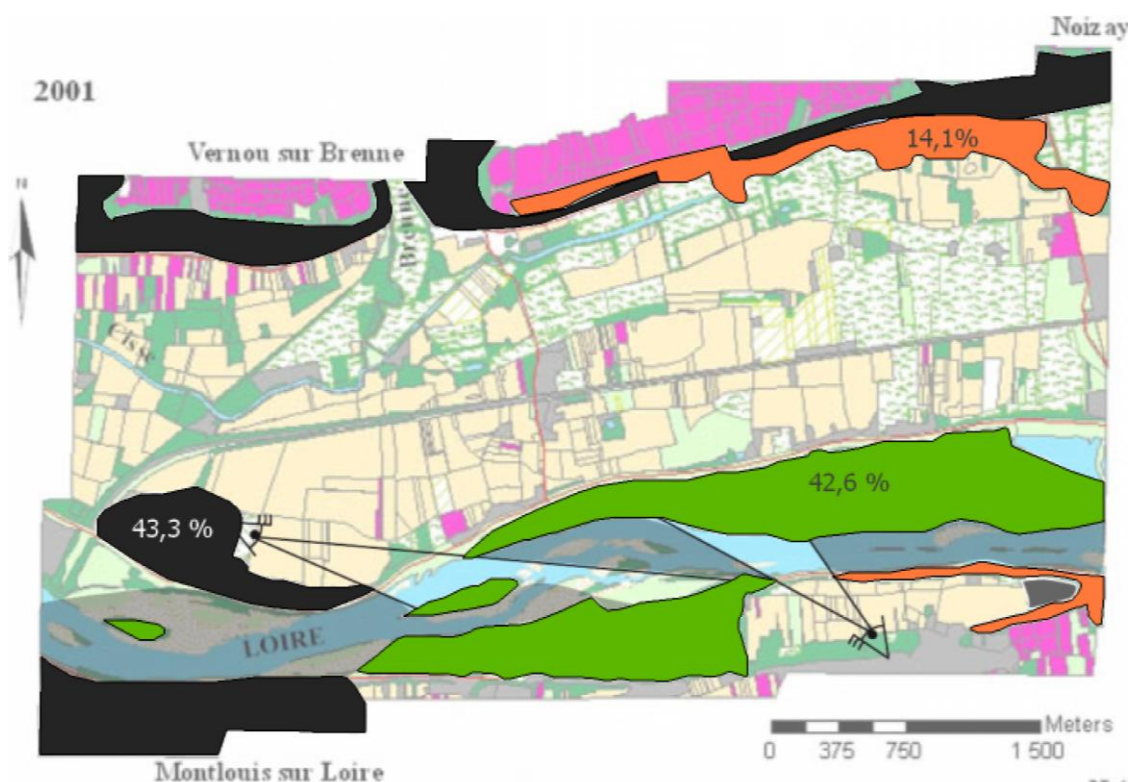 Noizay
2001
14,1%
Vernou sur Brenne
N
Brenne
Cisse
42,6 %
43,3 %
LOIRE
Meters
0 375 750 1 500
Montlouis sur Loire